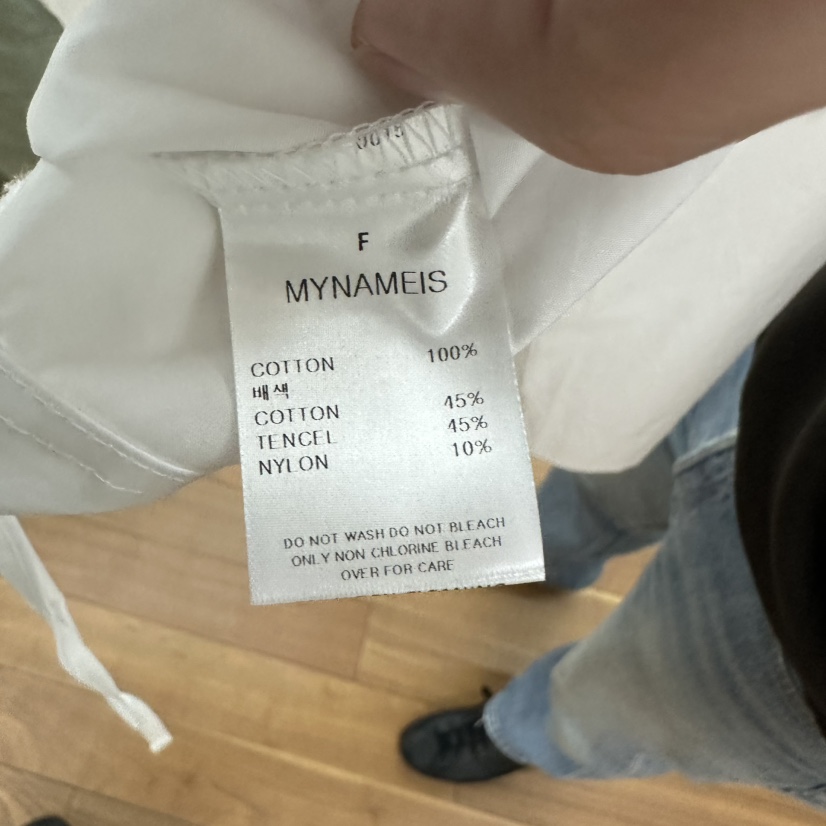 F
MYNAMEIS
COTTON 100%
배색
COTTON 45%
TENCEL 45%
NYLON 10%
DO NOT WASH DO NOT BLEACH
ONLY NON CHLORINE BLEACH
OVER FOR CARE